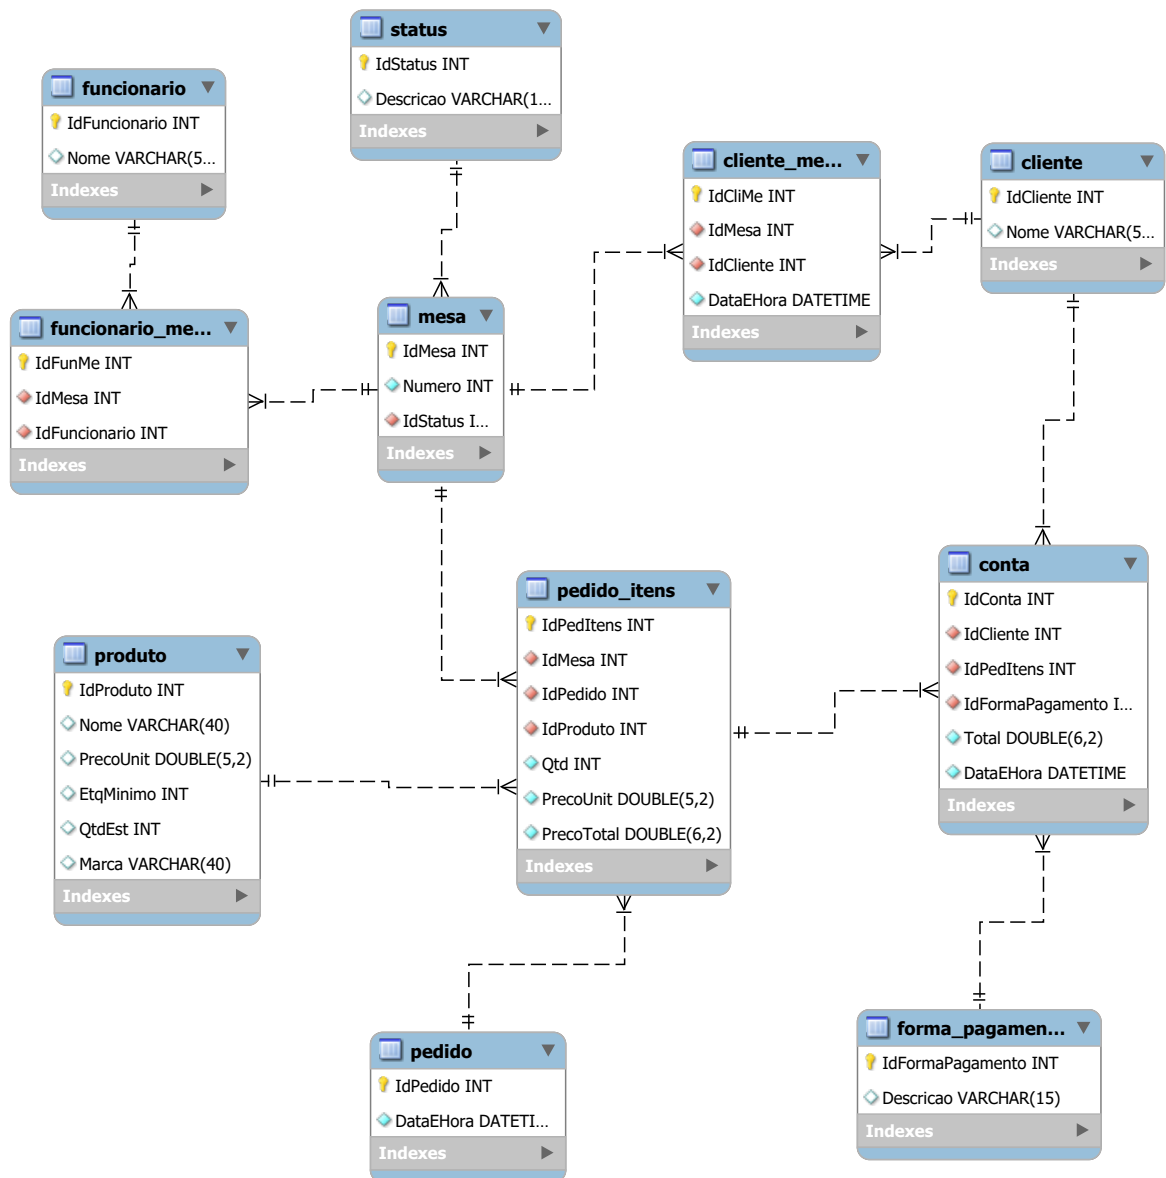 status
IdStatus INT
Descricao VARCHAR(1...
Indexes
funcionario
IdFuncionario INT
Nome VARCHAR(5...
Indexes
cliente_me...
IdCliMe INT
IdMesa INT
IdCliente INT
DataEHora DATETIME
Indexes
cliente
IdCliente INT
Nome VARCHAR(5...
Indexes
funcionario_me...
IdFunMe INT
IdMesa INT
IdFuncionario INT
Indexes
mesa
IdMesa INT
Numero INT
IdStatus I...
Indexes
pedido_itens
IdPedItens INT
IdMesa INT
IdPedido INT
IdProduto INT
Qtd INT
PrecoUnit DOUBLE(5,2)
PrecoTotal DOUBLE(6,2)
Indexes
conta
IdConta INT
IdCliente INT
IdPedItens INT
IdFormaPagamento I...
Total DOUBLE(6,2)
DataEHora DATETIME
Indexes
produto
IdProduto INT
Nome VARCHAR(40)
PrecoUnit DOUBLE(5,2)
EtqMinimo INT
QtdEst INT
Marca VARCHAR(40)
Indexes
pedido
IdPedido INT
DataEHora DATETI...
Indexes
forma_pagamen...
IdFormaPagamento INT
Descricao VARCHAR(15)
Indexes